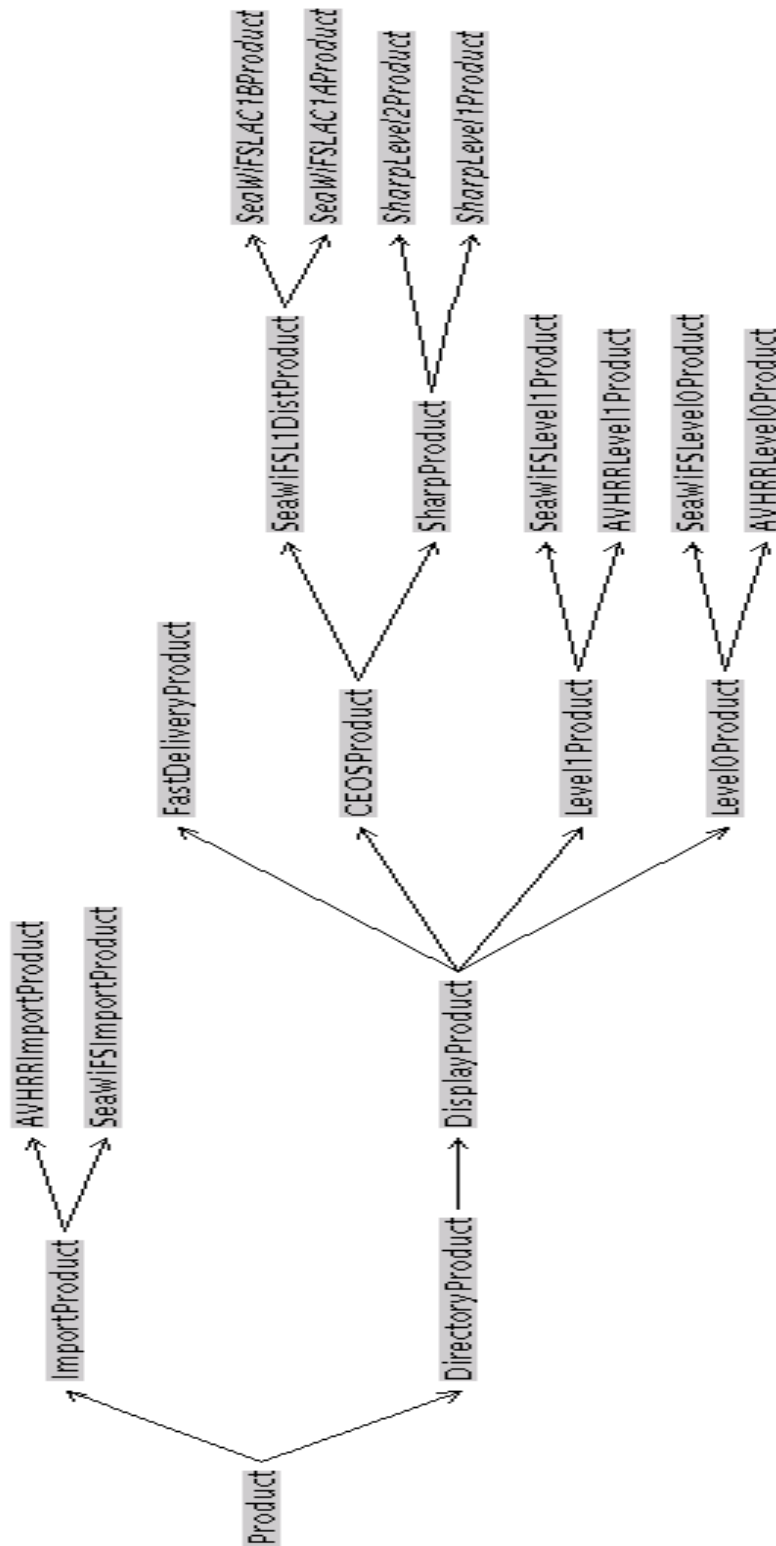 Product
ImportProduct
DirectoryProduct
AVHRRImportProduct
SeaWiFSImportProduct
DisplayProduct
FastDeliveryProduct
CEOSProduct
Level1Product
Level0Product
SeaWiFSL1DistProduct
SharpProduct
SeaWiFSLevel1Product
AVHRRLevel1Product
SeaWiFSLevel0Product
AVHRRLevel0Product
SeaWiFSLAC1BProduct
SeaWiFSLAC1AProduct
SharpLevel2Product
SharpLevel1Product